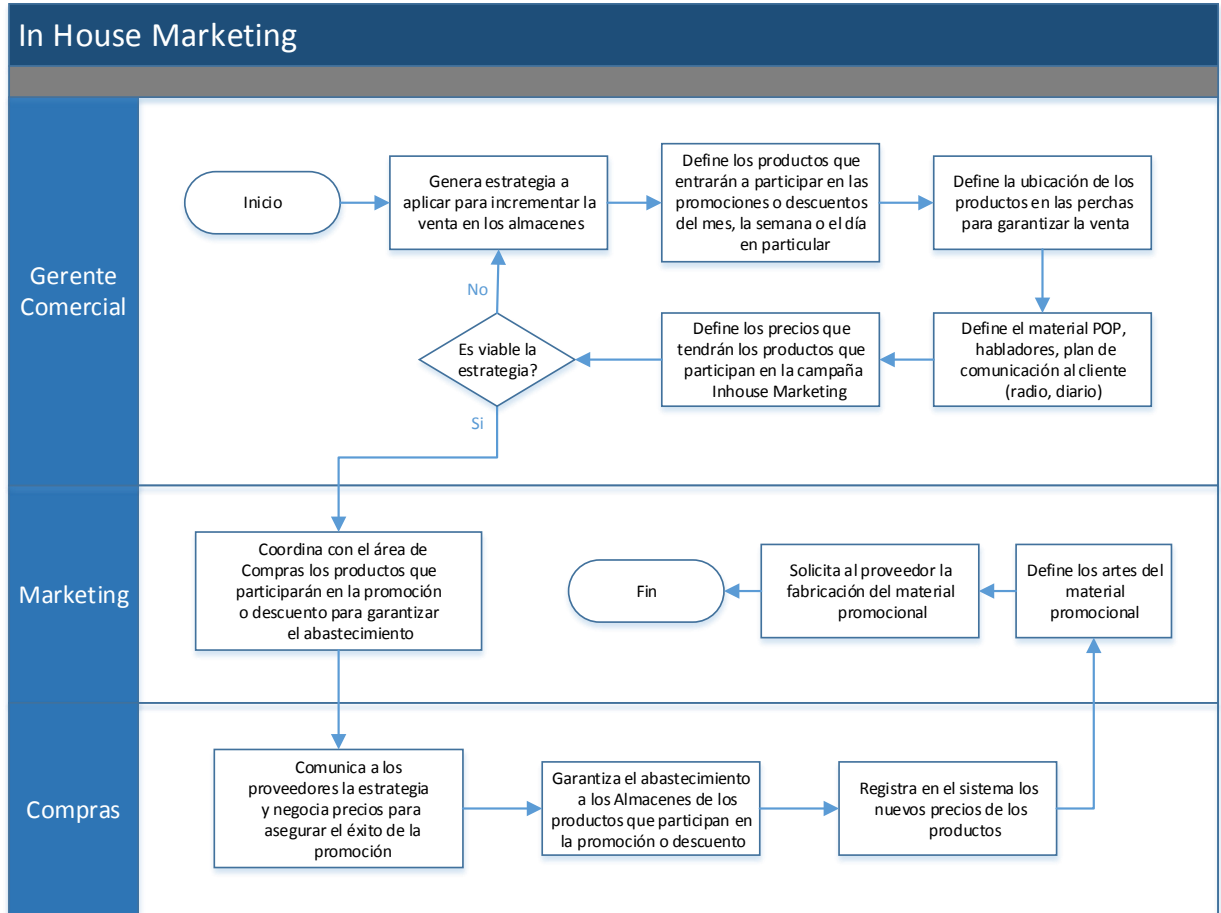 In House Marketing
Gerente
Comercial
Inicio
Genera estrategia a
aplicar para incrementar la
venta en los almacenes
Define los productos que
entrarán a participar en las
promociones o descuentos
del mes, la semana o el día
en particular
Define la ubicación de los
productos en las perchas
para garantizar la venta
Define el material POP,
habladores, plan de
comunicación al cliente
(radio, diario)
Define los precios que
tendrán los productos que
participan en la campaña
Inhouse Marketing
Es viable la
estrategia?
No
Si
Marketing
Coordina con el área de
Compras los productos que
participarán en la promoción
o descuento para garantizar
el abastecimiento
Fin
Solicita al proveedor la
fabricación del material
promocional
Define los artes del
material
promocional
Compras
Comunica a los
proveedores la estrategia
y negocia precios para
asegurar el éxito de la
promoción
Garantiza el abastecimiento
a los Almacenes de los
productos que participan en
la promoción o descuento
Registra en el sistema los
nuevos precios de los
productos